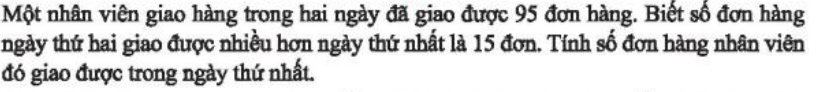 Một nhân viên giao hàng trong hai ngày đã giao được 95 đơn hàng. Biết số đơn hàng
ngày thứ hai giao được nhiều hơn ngày thứ nhất là 15 đơn. Tính số đơn hàng nhân viên
đó giao được trong ngày thứ nhất.